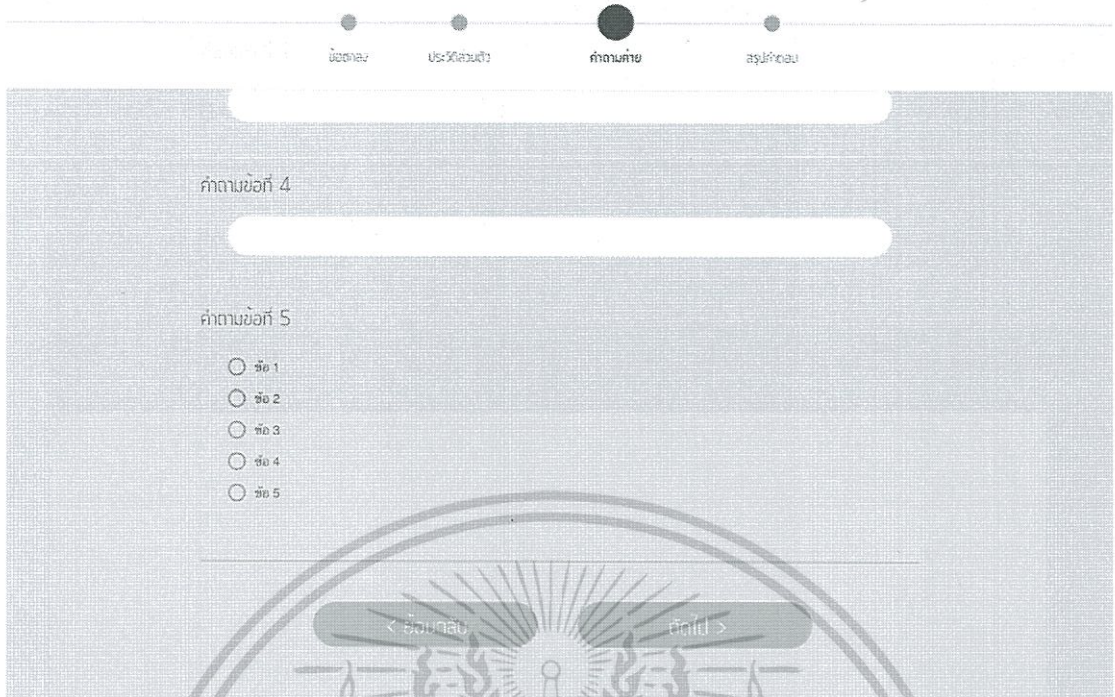 ข้อตกลง ประวัติส่วนตัว คำถามค่าย สรุปคำตอบ
คำถามข้อที่ 4
คำถามข้อที่ 5
ข้อ 1
ข้อ 2
ข้อ 3
ข้อ 4
ข้อ 5
< ย้อนกลับ ถัดไป >